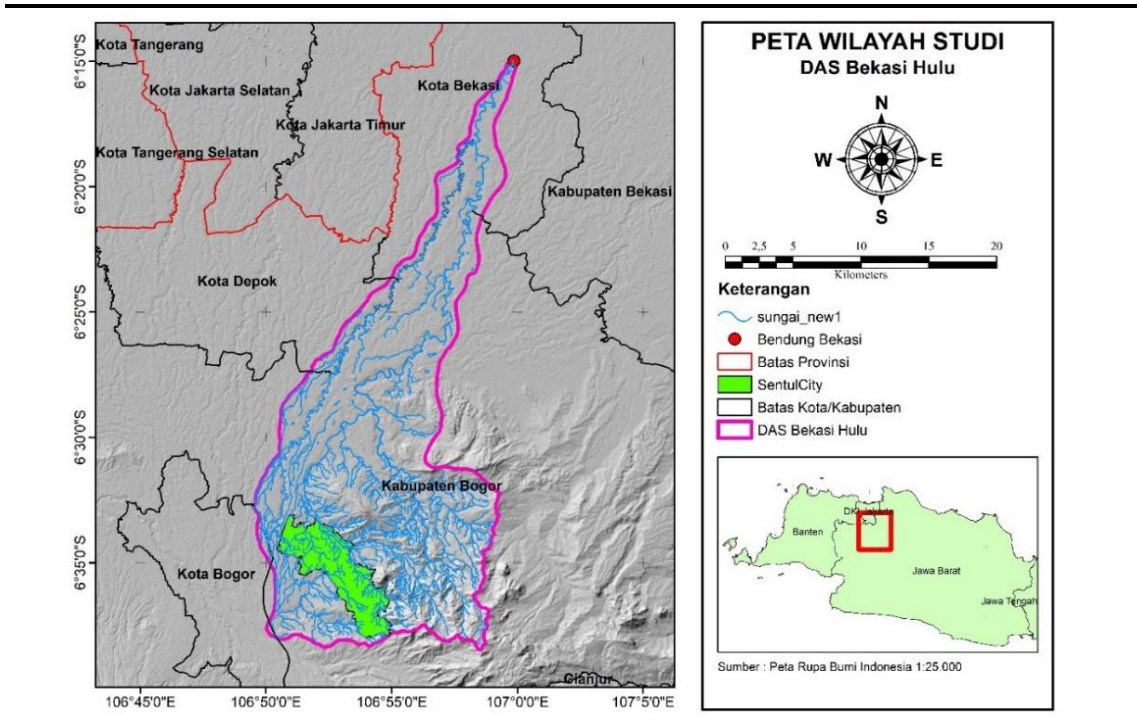 Kota Tangerang
Kota Jakarta Selatan
Kota Bekasi
Kota Jakarta Timur
Kota Tangerang Selatan
Kabupaten Bekasi
Kota Depok
Kabupaten Bogor
Kota Bogor
Cianjur
6°15'0"S
6°20'0"S
6°25'0"S
6°30'0"S
6°35'0"S
106°45'0"E
106°50'0"E
106°55'0"E
107°0'0"E
107°5'0"E
PETA WILAYAH STUDI
DAS Bekasi Hulu
N
W
E
S
0 2,5 5 10 15 20
Kilometers
Keterangan
sungai_new1
Bendung Bekasi
Batas Provinsi
SentulCity
Batas Kota/Kabupaten
DAS Bekasi Hulu
DKI Jakarta
Banten
Jawa Barat
Jawa Tengah
Sumber : Peta Rupa Bumi Indonesia 1:25.000